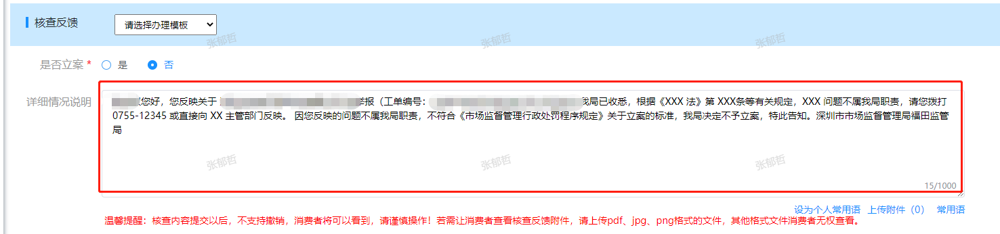 核查反馈 请选择办理模板
张郁哲 张郁哲 张郁哲
是否立案 * 是 否
详细情况说明
您好，您反映关于 举报（工单编号： 我局已收悉，根据《XXX 法》第 XXX条等有关规定，XXX 问题不属我局职责，请您拨打
0755-12345 或直接向 XX 主管部门反映。 因您反映的问题不属我局职责，不符合《市场监督管理行政处罚程序规定》关于立案的标准，我局决定不予立案，特此告知。深圳市市场监督管理局福田监管
局
张郁哲 张郁哲 张郁哲
15/1000
设为个人常用语 上传附件（0） 常用语
温馨提醒：核查内容提交以后，不支持撤销，消费者将可以看到，请谨慎操作！若需让消费者查看核查反馈附件，请上传pdf、jpg、png格式的文件，其他格式文件消费者无权查看。